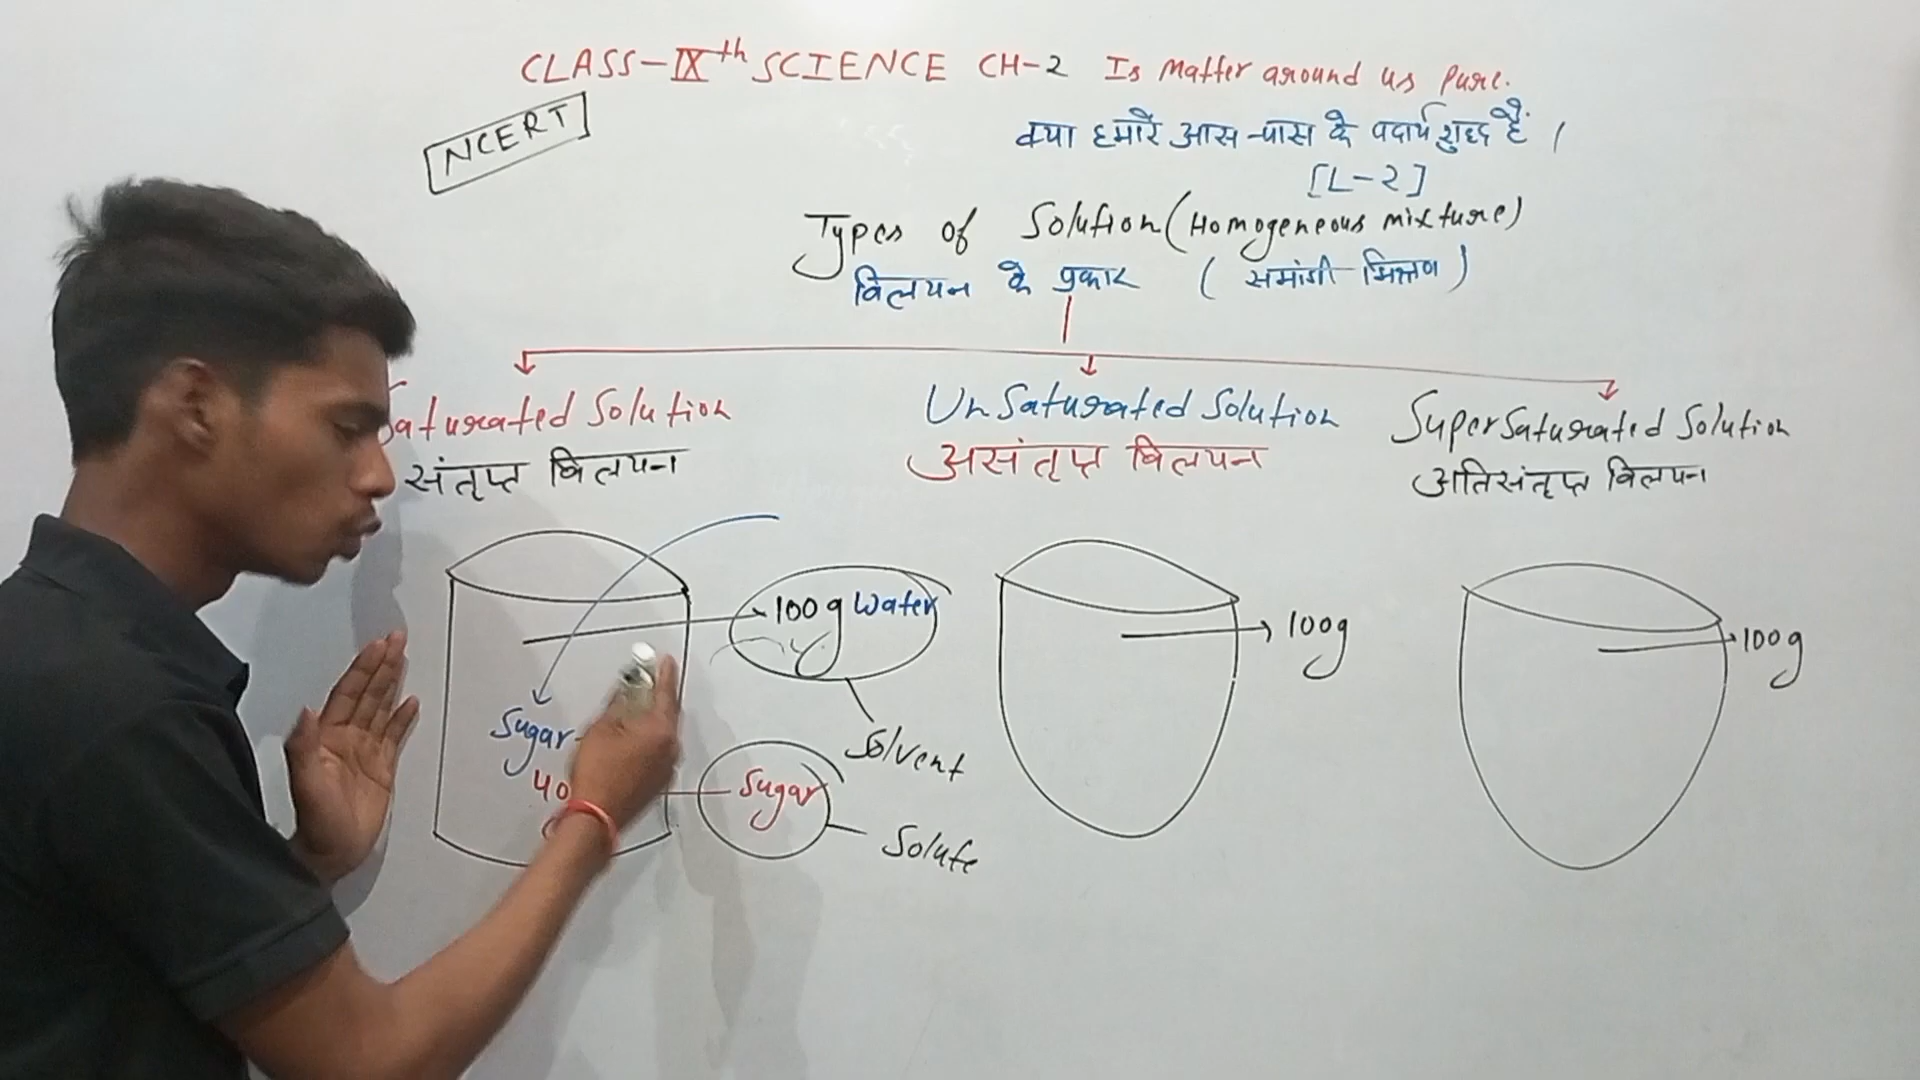 CLASS-IXth SCIENCE CH-2 Is Matter around us Pure.
NCERT
क्या हमारे आस-पास के पदार्थ शुद्ध हैं ।
[L-2]
Types of Solution (Homogeneous mixture)
विलयन के प्रकार ( समांगी मिश्रण )
Saturated Solution
संतृप्त विलयन
UnSaturated Solution
असंतृप्त विलयन
SuperSaturated Solution
अतिसंतृप्त विलयन
100g Water
Solvent
Sugar
40
Sugar
Solute
100g
100g